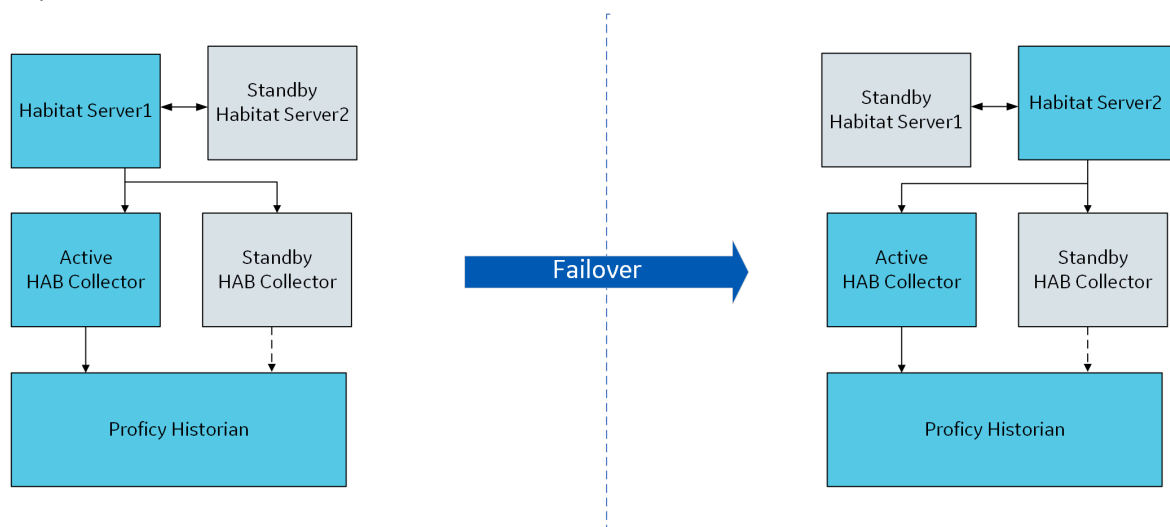 Habitat Server1
Standby
Habitat Server2
Active
HAB Collector
Standby
HAB Collector
Proficy Historian
Failover
Standby
Habitat Server1
Habitat Server2
Active
HAB Collector
Standby
HAB Collector
Proficy Historian